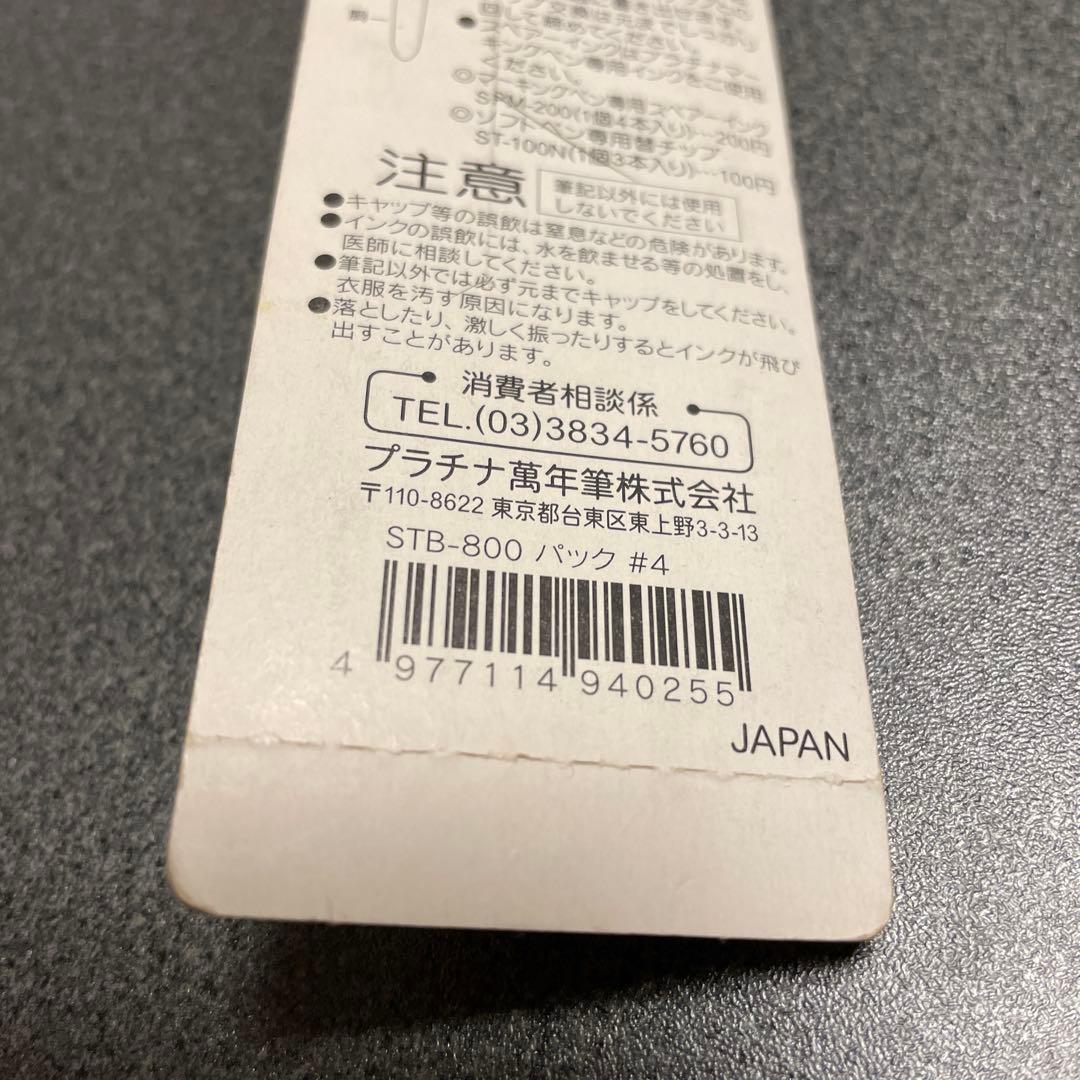 胴
回して締めてください。
スペアーインクはプラチナマー
キングペン専用インクをご使用
ください。
◎マーキングペン専用スペアーインク
SPM-200(1個4本入り)…200円
◎ソフトペン専用替チップ
ST-100N(1個3本入り)…100円
注意
筆記以外には使用
しないでください
●キャップ等の誤飲は窒息などの危険があります。
●インクの誤飲には、水を飲ませる等の処置をし、
医師に相談してください。
●筆記以外では必ず元までキャップをしてください。
衣服を汚す原因になります。
●落としたり、激しく振ったりするとインクが飛び
出すことがあります。
消費者相談係
TEL.(03)3834-5760
プラチナ萬年筆株式会社
〒110-8622 東京都台東区東上野3-3-13
STB-800 パック #4
4 977114 940255
JAPAN